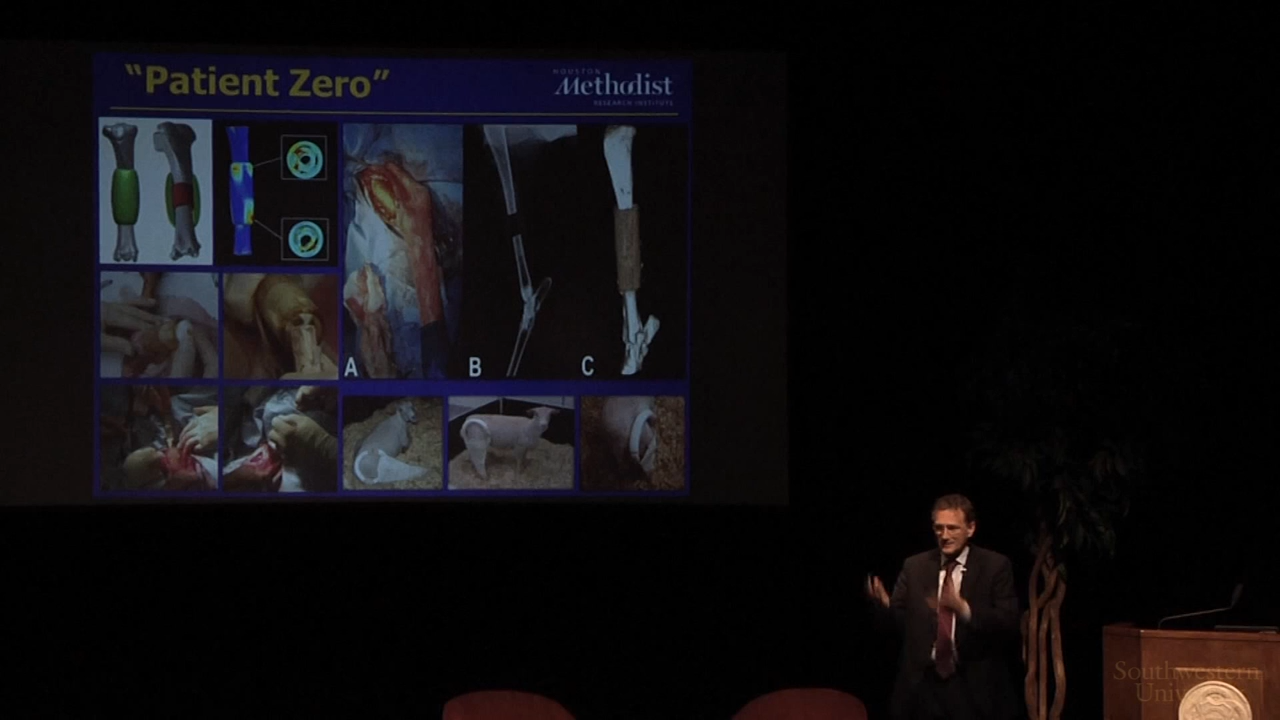 “Patient Zero”
HOUSTON
Methodist
RESEARCH INSTITUTE
A
B
C
Southwestern
University